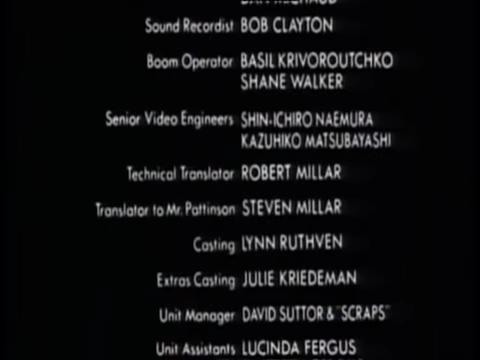 Sound Recordist BOB CLAYTON
Boom Operator BASIL KRIVOROUTCHKO
SHANE WALKER
Senior Video Engineers SHIN-ICHIRO NAEMURA
KAZUHIKO MATSUBAYASHI
Technical Translator ROBERT MILLAR
Translator to Mr. Pattinson STEVEN MILLAR
Casting LYNN RUTHVEN
Extras Casting JULIE KRIEDEMAN
Unit Manager DAVID SUTTOR & "SCRAPS"
Unit Assistants LUCINDA FERGUS